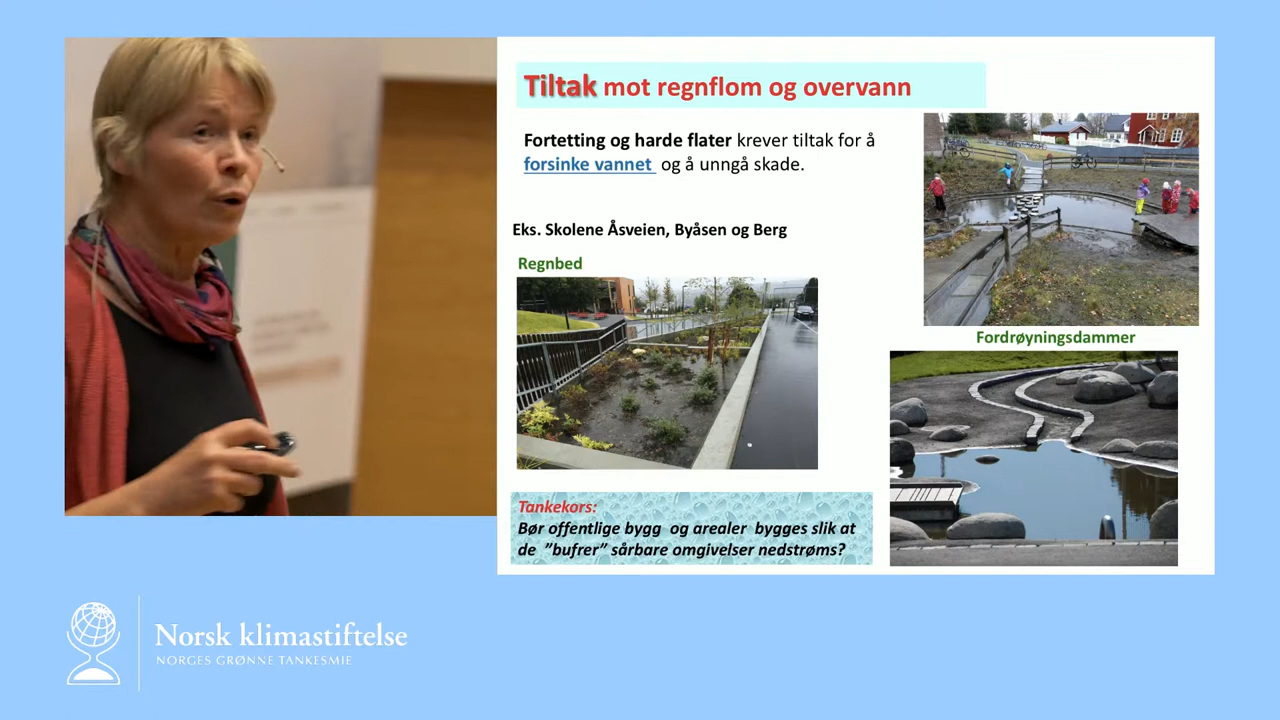 Tiltak mot regnflom og overvann
Fortetting og harde flater krever tiltak for å
forsinke vannet og å unngå skade.
Eks. Skolene Åsveien, Byåsen og Berg
Regnbed
Fordrøyningsdammer
Tankekors:
Bør offentlige bygg og arealer bygges slik at
de ”bufrer” sårbare omgivelser nedstrøms?
Norsk klimastiftelse
NORGES GRØNNE TANKESMIE